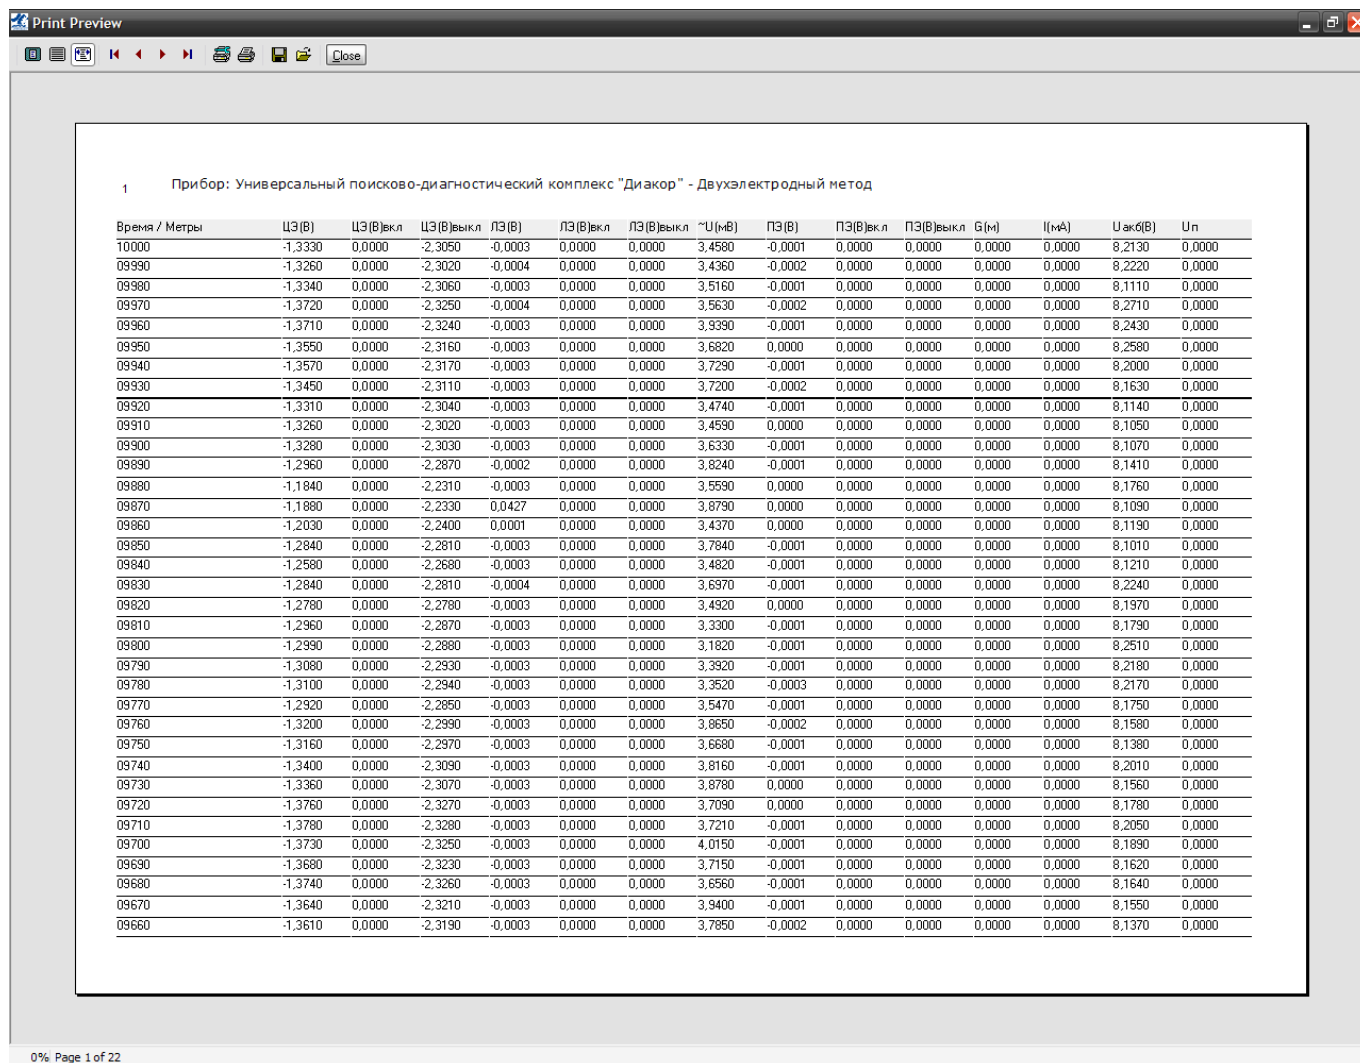 Print Preview
Close
1 Прибор: Универсальный поисково-диагностический комплекс "Диакор" - Двухэлектродный метод
Время / Метры ЦЭ(В) ЦЭ(В)вкл ЦЭ(В)выкл ЛЭ(В) ЛЭ(В)вкл ЛЭ(В)выкл ~U(мВ) ПЭ(В) ПЭ(В)вкл ПЭ(В)выкл G(м) I(мА) Uакб(В) Uп
10000 -1,3330 0,0000 -2,3050 -0,0003 0,0000 0,0000 3,4580 -0,0001 0,0000 0,0000 0,0000 0,0000 8,2130 0,0000
09990 -1,3260 0,0000 -2,3020 -0,0004 0,0000 0,0000 3,4360 -0,0002 0,0000 0,0000 0,0000 0,0000 8,2220 0,0000
09980 -1,3340 0,0000 -2,3060 -0,0003 0,0000 0,0000 3,5160 -0,0001 0,0000 0,0000 0,0000 0,0000 8,1110 0,0000
09970 -1,3720 0,0000 -2,3250 -0,0004 0,0000 0,0000 3,5630 -0,0002 0,0000 0,0000 0,0000 0,0000 8,2710 0,0000
09960 -1,3710 0,0000 -2,3240 -0,0003 0,0000 0,0000 3,9390 -0,0001 0,0000 0,0000 0,0000 0,0000 8,2430 0,0000
09950 -1,3550 0,0000 -2,3160 -0,0003 0,0000 0,0000 3,6820 0,0000 0,0000 0,0000 0,0000 0,0000 8,2580 0,0000
09940 -1,3570 0,0000 -2,3170 -0,0003 0,0000 0,0000 3,7290 -0,0001 0,0000 0,0000 0,0000 0,0000 8,2000 0,0000
09930 -1,3450 0,0000 -2,3110 -0,0003 0,0000 0,0000 3,7200 -0,0002 0,0000 0,0000 0,0000 0,0000 8,1630 0,0000
09920 -1,3310 0,0000 -2,3040 -0,0003 0,0000 0,0000 3,4740 -0,0001 0,0000 0,0000 0,0000 0,0000 8,1140 0,0000
09910 -1,3260 0,0000 -2,3020 -0,0003 0,0000 0,0000 3,4590 0,0000 0,0000 0,0000 0,0000 0,0000 8,1050 0,0000
09900 -1,3280 0,0000 -2,3030 -0,0003 0,0000 0,0000 3,6330 -0,0001 0,0000 0,0000 0,0000 0,0000 8,1070 0,0000
09890 -1,2960 0,0000 -2,2870 -0,0002 0,0000 0,0000 3,8240 -0,0001 0,0000 0,0000 0,0000 0,0000 8,1410 0,0000
09880 -1,1840 0,0000 -2,2310 -0,0003 0,0000 0,0000 3,5590 0,0000 0,0000 0,0000 0,0000 0,0000 8,1760 0,0000
09870 -1,1880 0,0000 -2,2330 0,0427 0,0000 0,0000 3,8790 0,0000 0,0000 0,0000 0,0000 0,0000 8,1090 0,0000
09860 -1,2030 0,0000 -2,2400 0,0001 0,0000 0,0000 3,4370 0,0000 0,0000 0,0000 0,0000 0,0000 8,1190 0,0000
09850 -1,2840 0,0000 -2,2810 -0,0003 0,0000 0,0000 3,7840 -0,0001 0,0000 0,0000 0,0000 0,0000 8,1010 0,0000
09840 -1,2580 0,0000 -2,2680 -0,0003 0,0000 0,0000 3,4820 -0,0001 0,0000 0,0000 0,0000 0,0000 8,1210 0,0000
09830 -1,2840 0,0000 -2,2810 -0,0004 0,0000 0,0000 3,6970 -0,0001 0,0000 0,0000 0,0000 0,0000 8,2240 0,0000
09820 -1,2780 0,0000 -2,2780 -0,0003 0,0000 0,0000 3,4920 0,0000 0,0000 0,0000 0,0000 0,0000 8,1970 0,0000
09810 -1,2960 0,0000 -2,2870 -0,0003 0,0000 0,0000 3,3300 -0,0001 0,0000 0,0000 0,0000 0,0000 8,1790 0,0000
09800 -1,2990 0,0000 -2,2880 -0,0003 0,0000 0,0000 3,1820 -0,0001 0,0000 0,0000 0,0000 0,0000 8,2510 0,0000
09790 -1,3080 0,0000 -2,2930 -0,0003 0,0000 0,0000 3,3920 -0,0001 0,0000 0,0000 0,0000 0,0000 8,2180 0,0000
09780 -1,3100 0,0000 -2,2940 -0,0003 0,0000 0,0000 3,3520 -0,0003 0,0000 0,0000 0,0000 0,0000 8,2170 0,0000
09770 -1,2920 0,0000 -2,2850 -0,0003 0,0000 0,0000 3,5470 -0,0001 0,0000 0,0000 0,0000 0,0000 8,1750 0,0000
09760 -1,3200 0,0000 -2,2990 -0,0003 0,0000 0,0000 3,8650 -0,0002 0,0000 0,0000 0,0000 0,0000 8,1580 0,0000
09750 -1,3160 0,0000 -2,2970 -0,0003 0,0000 0,0000 3,6680 -0,0001 0,0000 0,0000 0,0000 0,0000 8,1380 0,0000
09740 -1,3400 0,0000 -2,3090 -0,0003 0,0000 0,0000 3,8160 -0,0001 0,0000 0,0000 0,0000 0,0000 8,2010 0,0000
09730 -1,3360 0,0000 -2,3070 -0,0003 0,0000 0,0000 3,8780 0,0000 0,0000 0,0000 0,0000 0,0000 8,1560 0,0000
09720 -1,3760 0,0000 -2,3270 -0,0003 0,0000 0,0000 3,7090 0,0000 0,0000 0,0000 0,0000 0,0000 8,1780 0,0000
09710 -1,3780 0,0000 -2,3280 -0,0003 0,0000 0,0000 3,7210 -0,0001 0,0000 0,0000 0,0000 0,0000 8,2050 0,0000
09700 -1,3730 0,0000 -2,3250 -0,0003 0,0000 0,0000 4,0150 -0,0001 0,0000 0,0000 0,0000 0,0000 8,1890 0,0000
09690 -1,3680 0,0000 -2,3230 -0,0003 0,0000 0,0000 3,7150 -0,0001 0,0000 0,0000 0,0000 0,0000 8,1620 0,0000
09680 -1,3740 0,0000 -2,3260 -0,0003 0,0000 0,0000 3,6560 -0,0001 0,0000 0,0000 0,0000 0,0000 8,1640 0,0000
09670 -1,3640 0,0000 -2,3210 -0,0003 0,0000 0,0000 3,9400 -0,0001 0,0000 0,0000 0,0000 0,0000 8,1550 0,0000
09660 -1,3610 0,0000 -2,3190 -0,0003 0,0000 0,0000 3,7850 -0,0002 0,0000 0,0000 0,0000 0,0000 8,1370 0,0000
0% Page 1 of 22